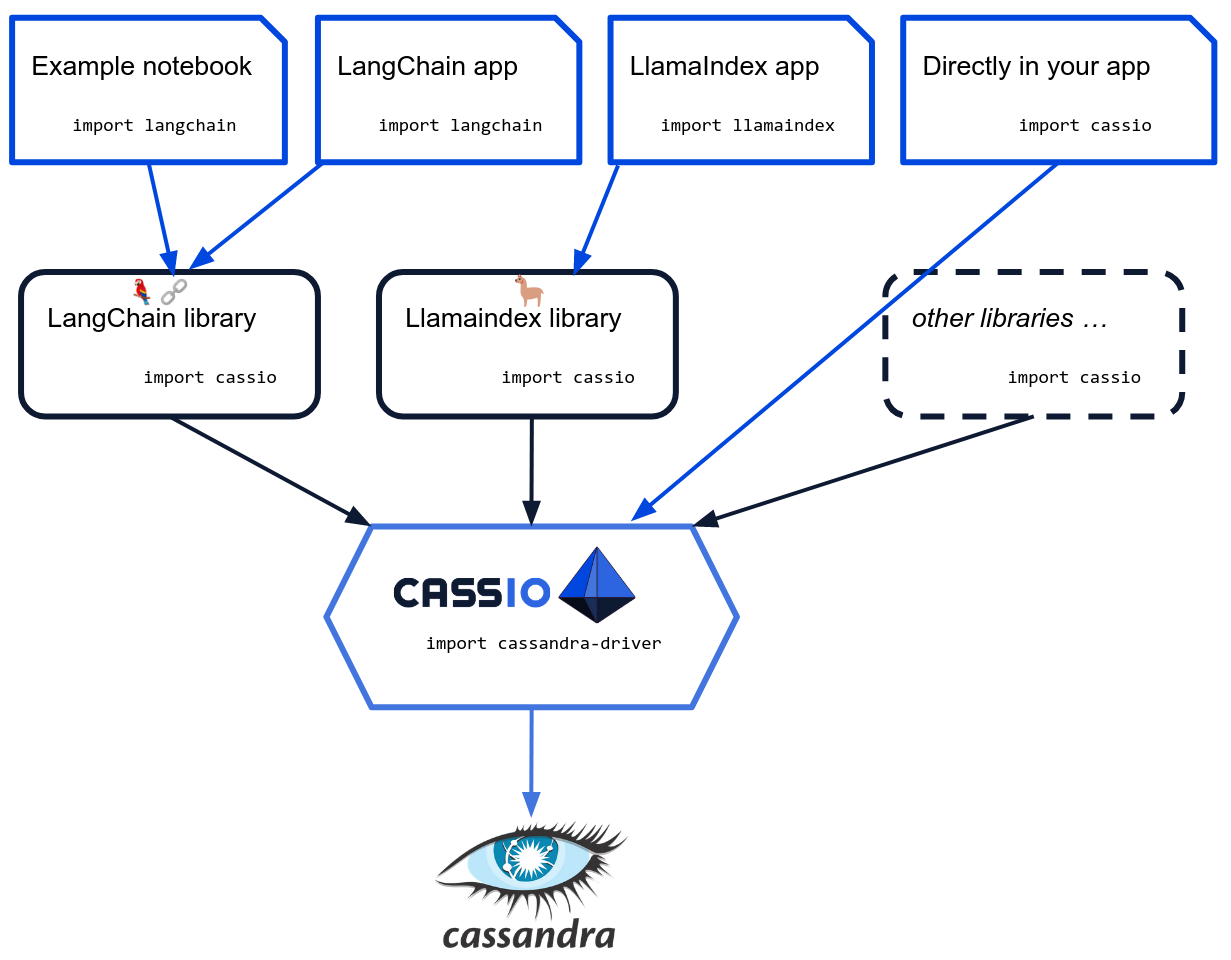 Example notebook
import langchain
LangChain app
import langchain
LlamaIndex app
import llamaindex
Directly in your app
import cassio
LangChain library
import cassio
Llamaindex library
import cassio
other libraries …
import cassio
CASSIO
import cassandra-driver
cassandra